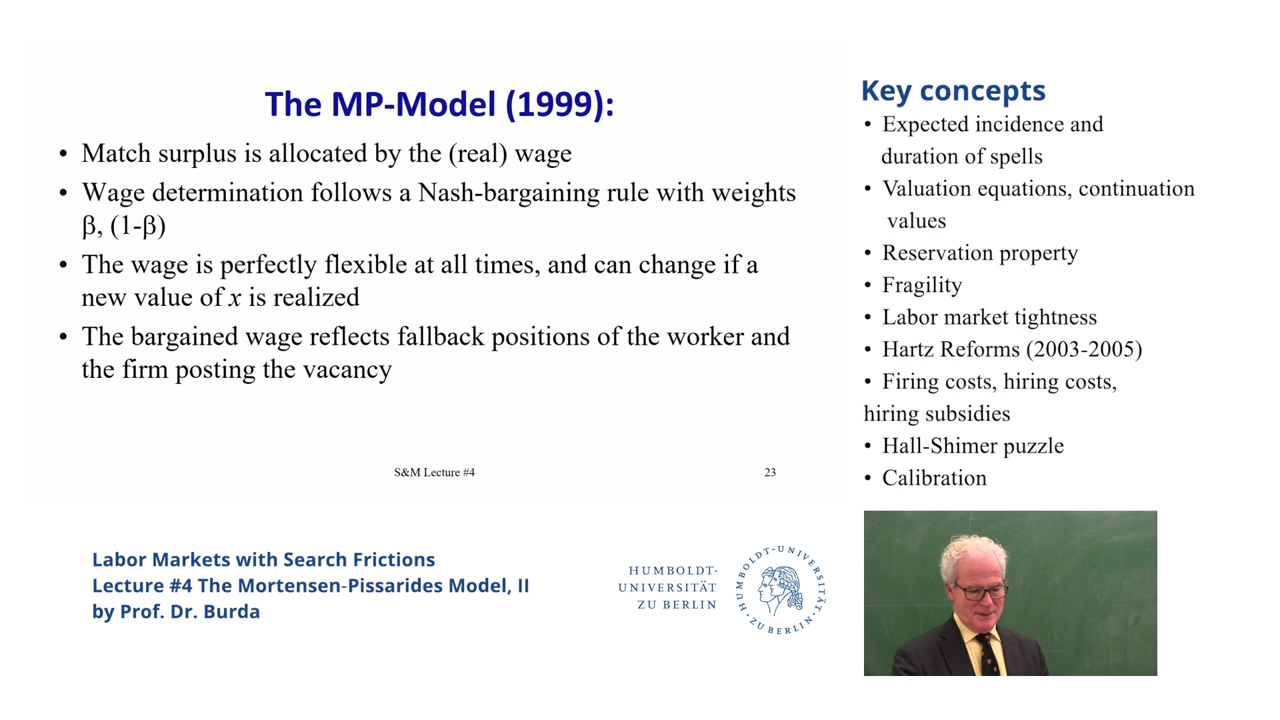 The MP-Model (1999):
• Match surplus is allocated by the (real) wage
• Wage determination follows a Nash-bargaining rule with weights
β, (1-β)
• The wage is perfectly flexible at all times, and can change if a
new value of x is realized
• The bargained wage reflects fallback positions of the worker and
the firm posting the vacancy
S&M Lecture #4
23
Key concepts
• Expected incidence and
duration of spells
• Valuation equations, continuation
values
• Reservation property
• Fragility
• Labor market tightness
• Hartz Reforms (2003-2005)
• Firing costs, hiring costs,
hiring subsidies
• Hall-Shimer puzzle
• Calibration
Labor Markets with Search Frictions
Lecture #4 The Mortensen-Pissarides Model, II
by Prof. Dr. Burda
HUMBOLDT-
UNIVERSITÄT
ZU BERLIN
HUMBOLDT-UNIVERSITÄT
· ZU BERLIN ·